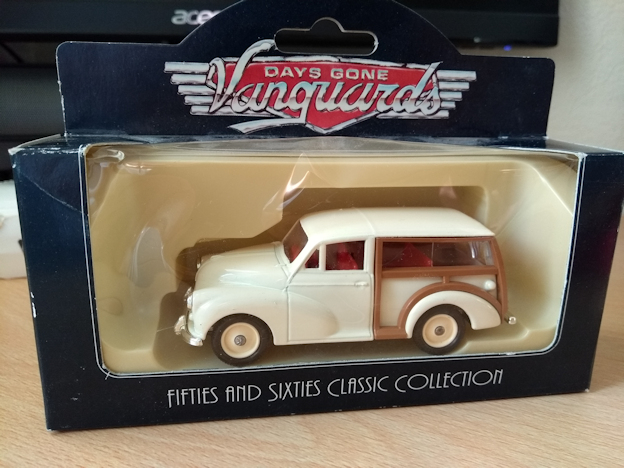 acer
DAYS GONE
Vanguards
FIFTIES AND SIXTIES CLASSIC COLLECTION